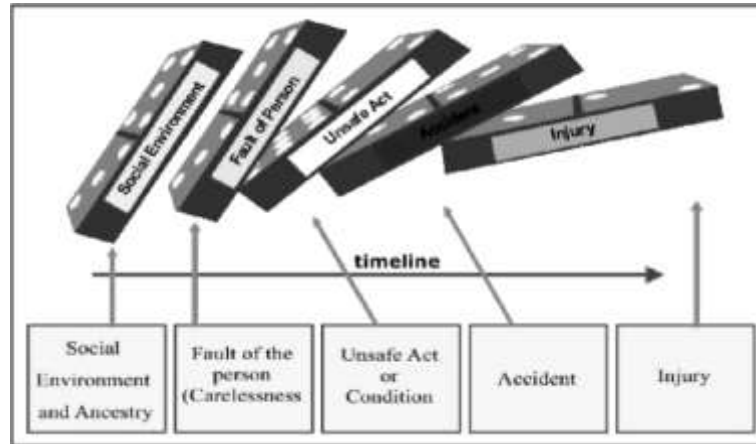 Social Environment
Fault of Person
Unsafe Act
Accident
Injury
timeline
Social
Environment
and Ancestry
Fault of the
person
(Carelessness
Unsafe Act
or
Condition
Accident
Injury